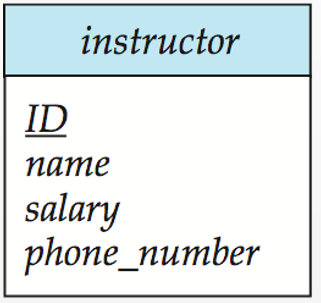 instructor
ID
name
salary
phone_number